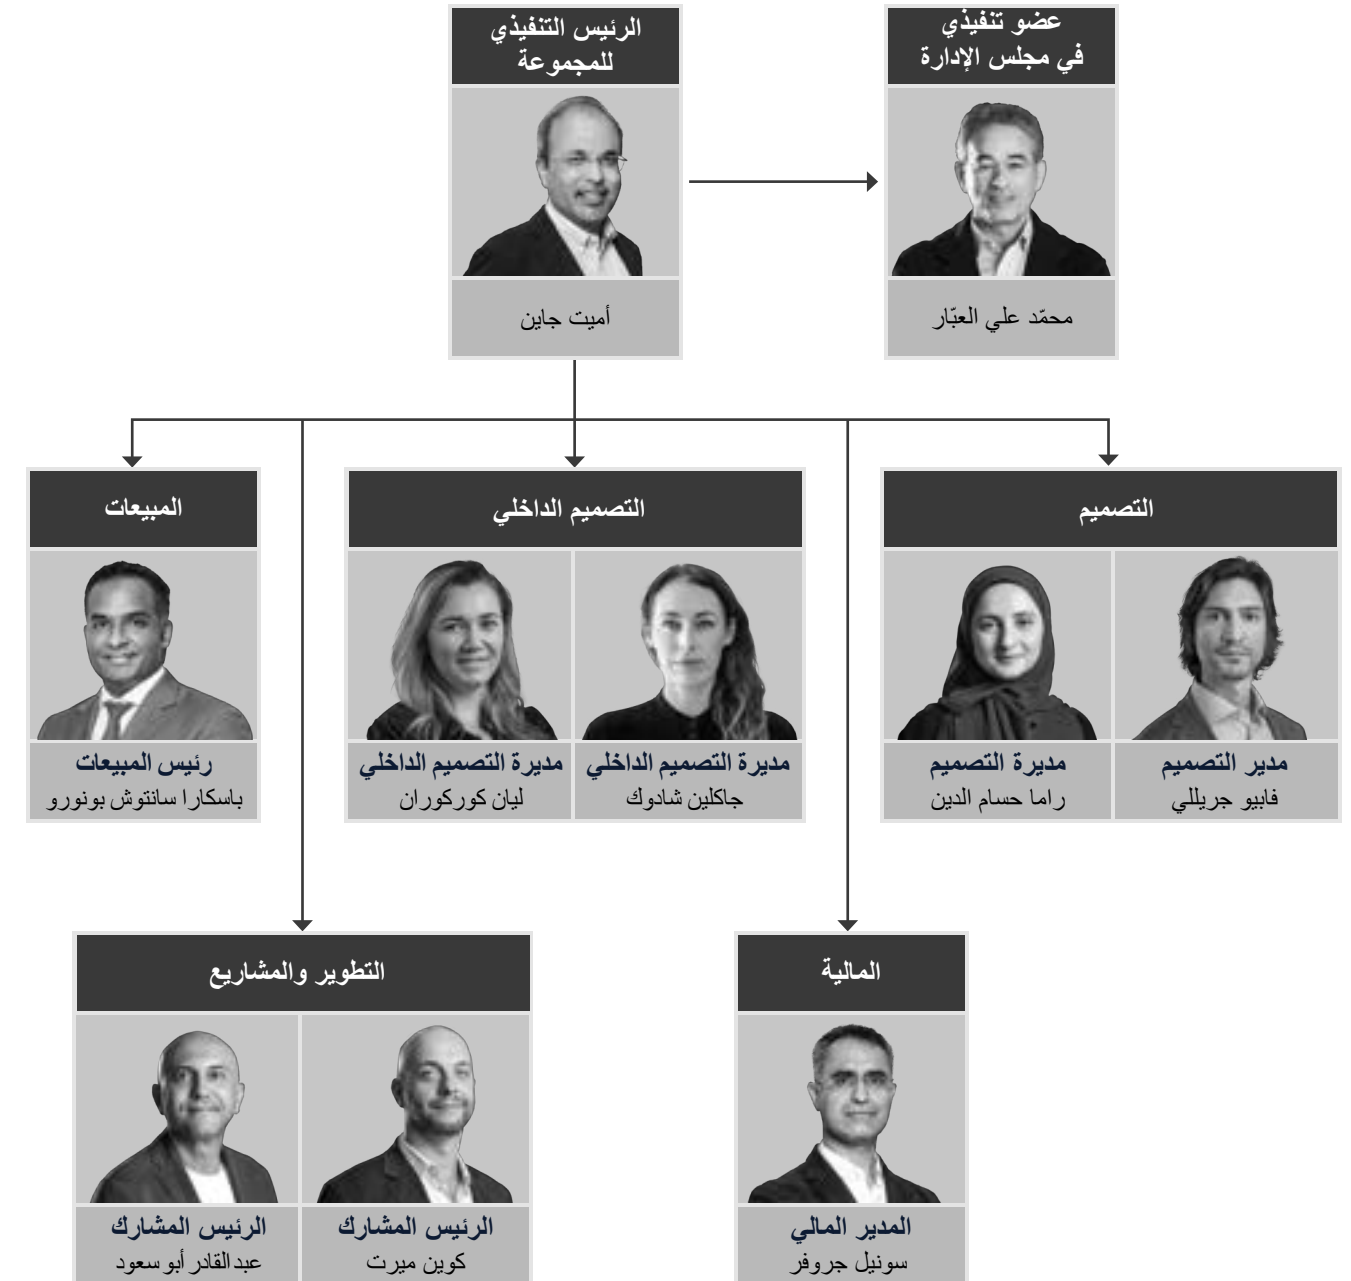 عضو تنفيذي
في مجلس الإدارة
محمّد علي العبّار
الرئيس التنفيذي
للمجموعة
أميت جاين
التصميم
مدير التصميم
فابيو جريللي
مديرة التصميم
راما حسام الدين
التصميم الداخلي
مديرة التصميم الداخلي
جاكلين شادوك
مديرة التصميم الداخلي
ليان كوركوران
المبيعات
رئيس المبيعات
باسكارا سانتوش بونورو
المالية
المدير المالي
سونيل جروفر
التطوير والمشاريع
الرئيس المشارك
كوين ميرت
الرئيس المشارك
عبدالقادر أبو سعود